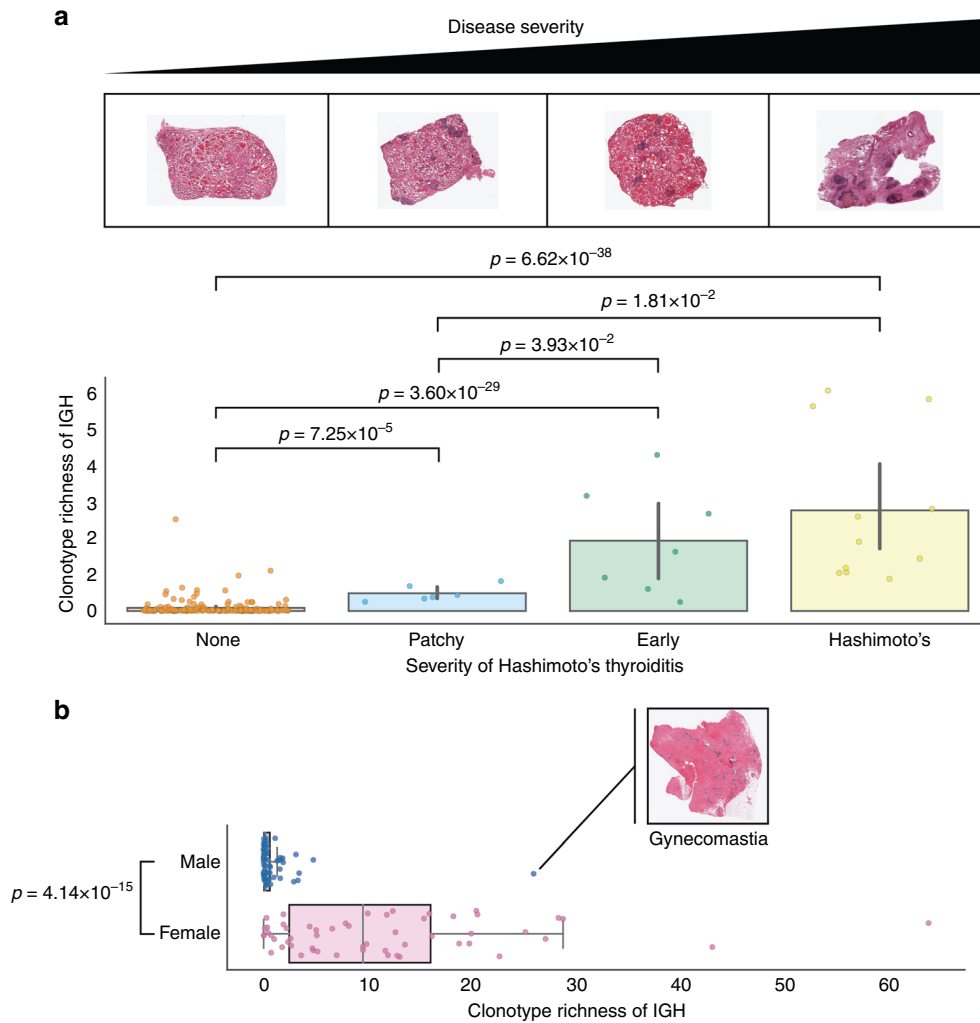 a
Disease severity
p = 6.62×10⁻³⁸
p = 1.81×10⁻²
p = 3.93×10⁻²
p = 3.60×10⁻²⁹
p = 7.25×10⁻⁵
Clonotype richness of IGH
6
5
4
3
2
2
0
None Patchy Early Hashimoto's
Severity of Hashimoto's thyroiditis
b
Gynecomastia
Male
p = 4.14×10⁻¹⁵
Female
0 10 20 30 40 50 60
Clonotype richness of IGH